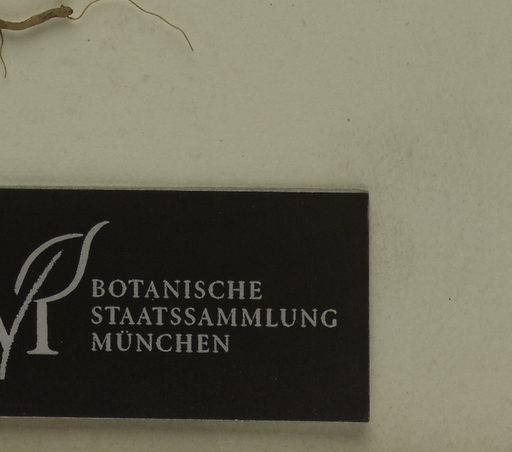 BOTANISCHE
STAATSSAMMLUNG
MÜNCHEN